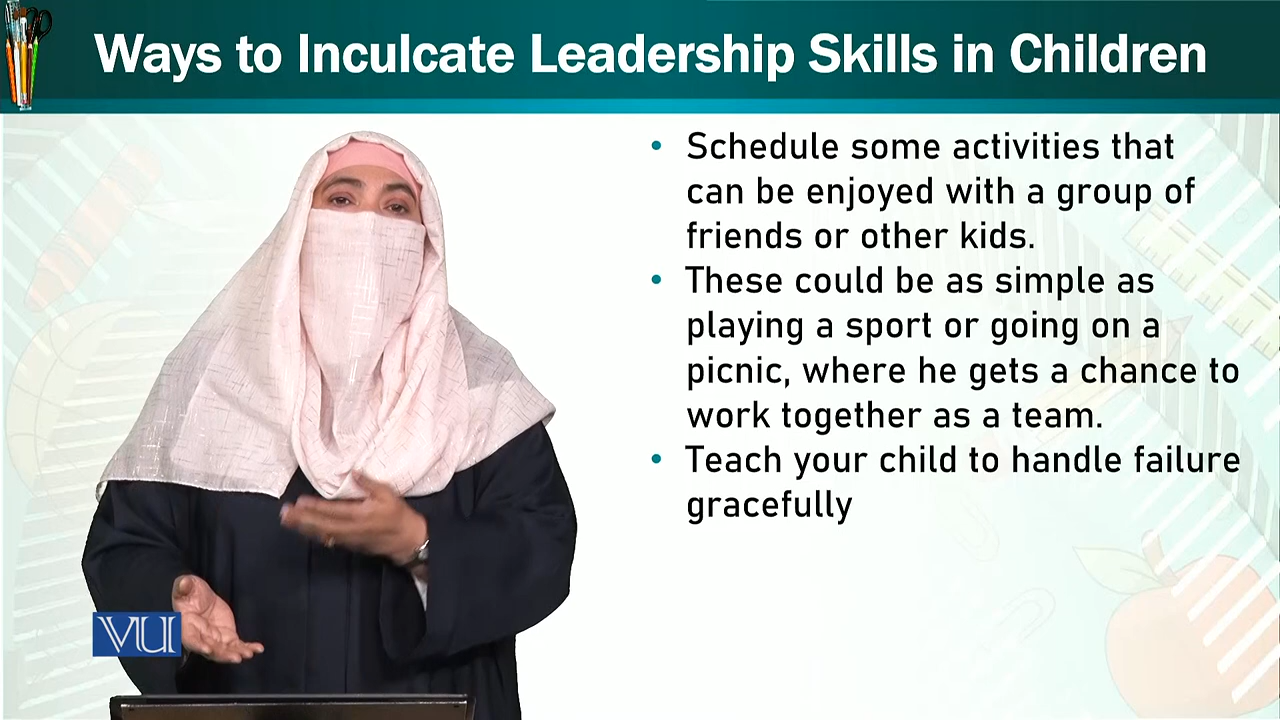 Ways to Inculcate Leadership Skills in Children
• Schedule some activities that
can be enjoyed with a group of
friends or other kids.
• These could be as simple as
playing a sport or going on a
picnic, where he gets a chance to
work together as a team.
• Teach your child to handle failure
gracefully
VU